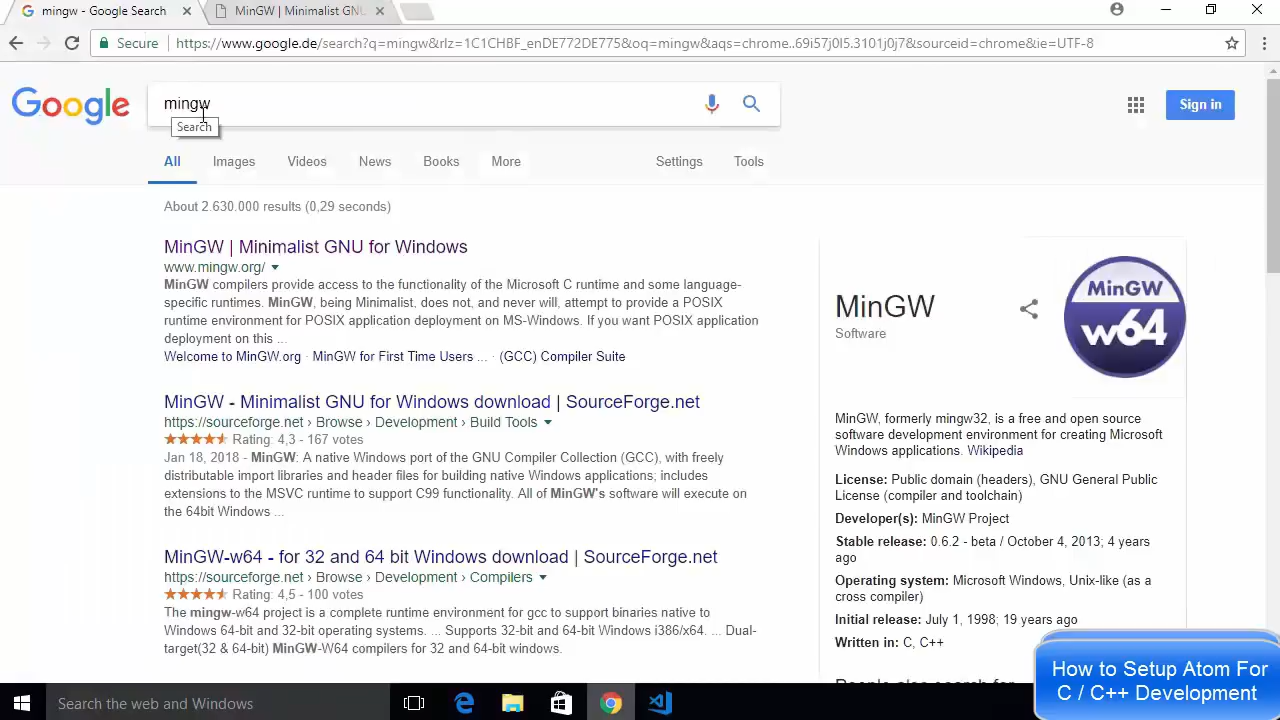 mingw - Google Search
MinGW | Minimalist GNU
Secure
https://www.google.de/search?q=mingw&rlz=1C1CHBF_enDE772DE775&oq=mingw&aqs=chrome..69i57j0l5.3101j0j7&sourceid=chrome&ie=UTF-8
Google
mingw
Search
Sign in
All Images Videos News Books More Settings Tools
About 2.630.000 results (0,29 seconds)
MinGW | Minimalist GNU for Windows
www.mingw.org/
MinGW compilers provide access to the functionality of the Microsoft C runtime and some language-
specific runtimes. MinGW, being Minimalist, does not, and never will, attempt to provide a POSIX
runtime environment for POSIX application deployment on MS-Windows. If you want POSIX application
deployment on this ...
Welcome to MinGW.org · MinGW for First Time Users ... · (GCC) Compiler Suite
MinGW - Minimalist GNU for Windows download | SourceForge.net
https://sourceforge.net › Browse › Development › Build Tools
Rating: 4,3 - 167 votes
Jan 18, 2018 - MinGW: A native Windows port of the GNU Compiler Collection (GCC), with freely
distributable import libraries and header files for building native Windows applications; includes
extensions to the MSVC runtime to support C99 functionality. All of MinGW's software will execute on
the 64bit Windows ...
MinGW-w64 - for 32 and 64 bit Windows download | SourceForge.net
https://sourceforge.net › Browse › Development › Compilers
Rating: 4,5 - 100 votes
The mingw-w64 project is a complete runtime environment for gcc to support binaries native to
Windows 64-bit and 32-bit operating systems. ... Supports 32-bit and 64-bit Windows i386/x64. ... Dual-
target(32 & 64-bit) MinGW-W64 compilers for 32 and 64-bit windows.
MinGW
Software
MinGW
w64
MinGW, formerly mingw32, is a free and open source
software development environment for creating Microsoft
Windows applications. Wikipedia
License: Public domain (headers), GNU General Public
License (compiler and toolchain)
Developer(s): MinGW Project
Stable release: 0.6.2 - beta / October 4, 2013; 4 years
ago
Operating system: Microsoft Windows, Unix-like (as a
cross compiler)
Initial release: July 1, 1998; 19 years ago
Written in: C, C++
People also search for
How to Setup Atom For
C / C++ Development
Search the web and Windows